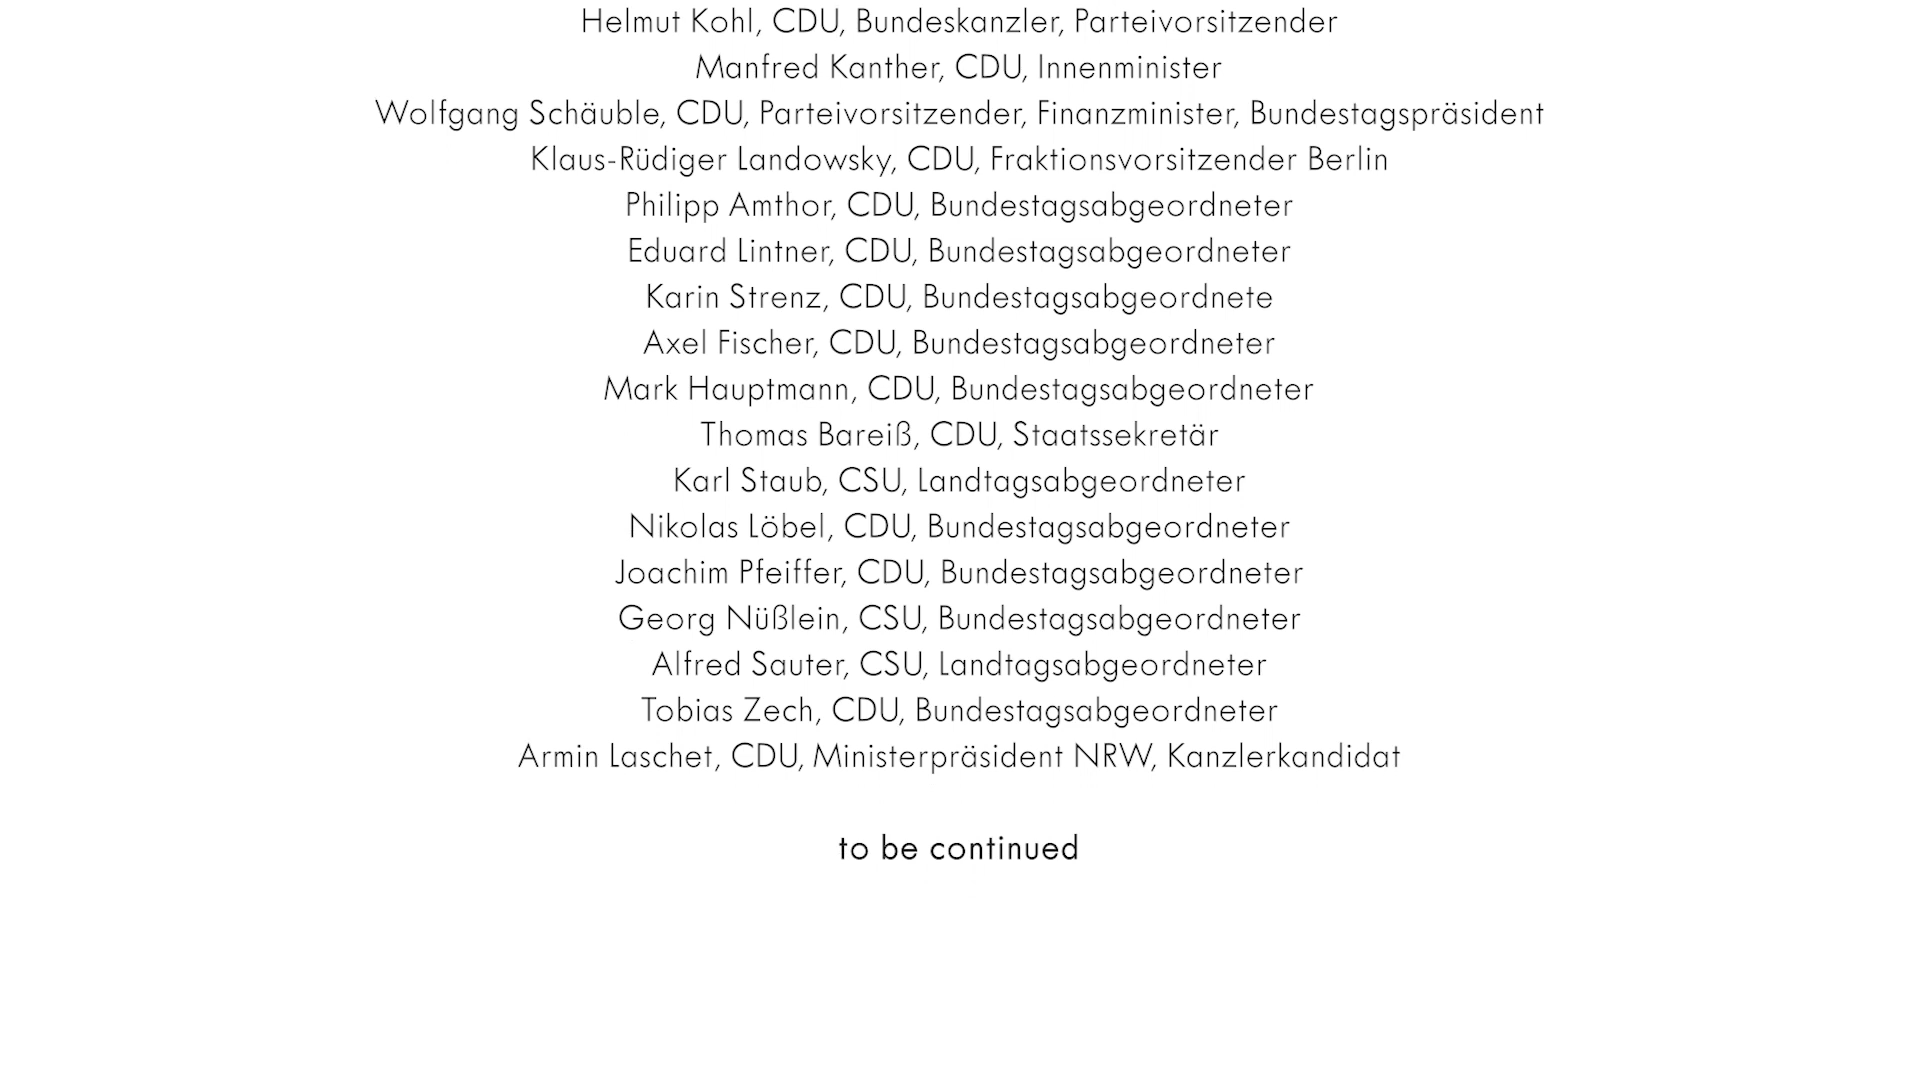 Helmut Kohl, CDU, Bundeskanzler, Parteivorsitzender
Manfred Kanther, CDU, Innenminister
Wolfgang Schäuble, CDU, Parteivorsitzender, Finanzminister, Bundestagspräsident
Klaus-Rüdiger Landowsky, CDU, Fraktionsvorsitzender Berlin
Philipp Amthor, CDU, Bundestagsabgeordneter
Eduard Lintner, CDU, Bundestagsabgeordneter
Karin Strenz, CDU, Bundestagsabgeordnete
Axel Fischer, CDU, Bundestagsabgeordneter
Mark Hauptmann, CDU, Bundestagsabgeordneter
Thomas Bareiß, CDU, Staatssekretär
Karl Staub, CSU, Landtagsabgeordneter
Nikolas Löbel, CDU, Bundestagsabgeordneter
Joachim Pfeiffer, CDU, Bundestagsabgeordneter
Georg Nüßlein, CSU, Bundestagsabgeordneter
Alfred Sauter, CSU, Landtagsabgeordneter
Tobias Zech, CDU, Bundestagsabgeordneter
Armin Laschet, CDU, Ministerpräsident NRW, Kanzlerkandidat
to be continued